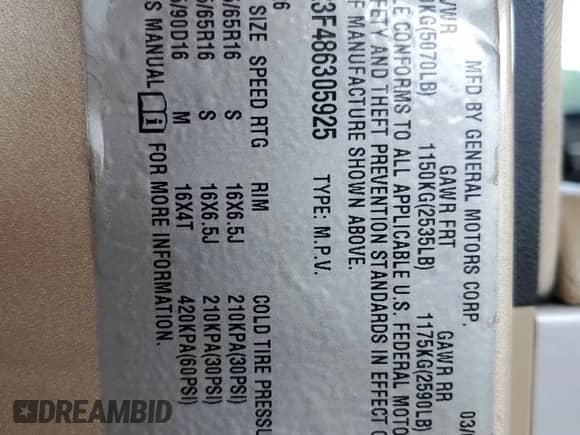 MFD BY GENERAL MOTORS CORP. 03/
GVWR GAWR FRT GAWR RR
KG(5070LB) 1150KG(2535LB) 1175KG(2590LB)
LE CONFORMS TO ALL APPLICABLE U.S. FEDERAL MOTO
FETY AND THEFT PREVENTION STANDARDS IN EFFECT O
OF MANUFACTURE SHOWN ABOVE.
3F486305925 TYPE: M.P.V.
SIZE SPEED RTG RIM COLD TIRE PRESSU
/65R16 S 16X6.5J 210KPA(30PSI)
/65R16 S 16X6.5J 210KPA(30PSI)
/90D16 M 16X4T 420KPA(60PSI)
S MANUAL i FOR MORE INFORMATION.
DREAMBID